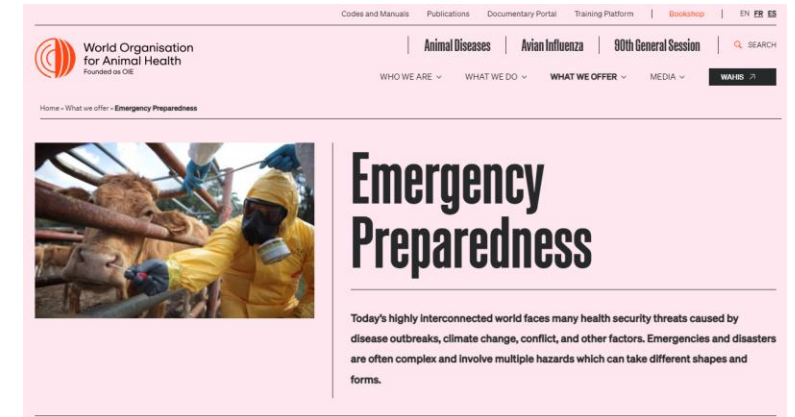 Codes and Manuals Publications Documentary Portal Training Platform | Bookshop | EN FR ES
World Organisation
for Animal Health
Founded as OIE
Animal Diseases | Avian Influenza | 90th General Session | SEARCH
WHO WE ARE WHAT WE DO WHAT WE OFFER MEDIA WAHIS
Home » What we offer » Emergency Preparedness
Emergency
Preparedness
Today's highly interconnected world faces many health security threats caused by
disease outbreaks, climate change, conflict, and other factors. Emergencies and disasters
are often complex and involve multiple hazards which can take different shapes and
forms.